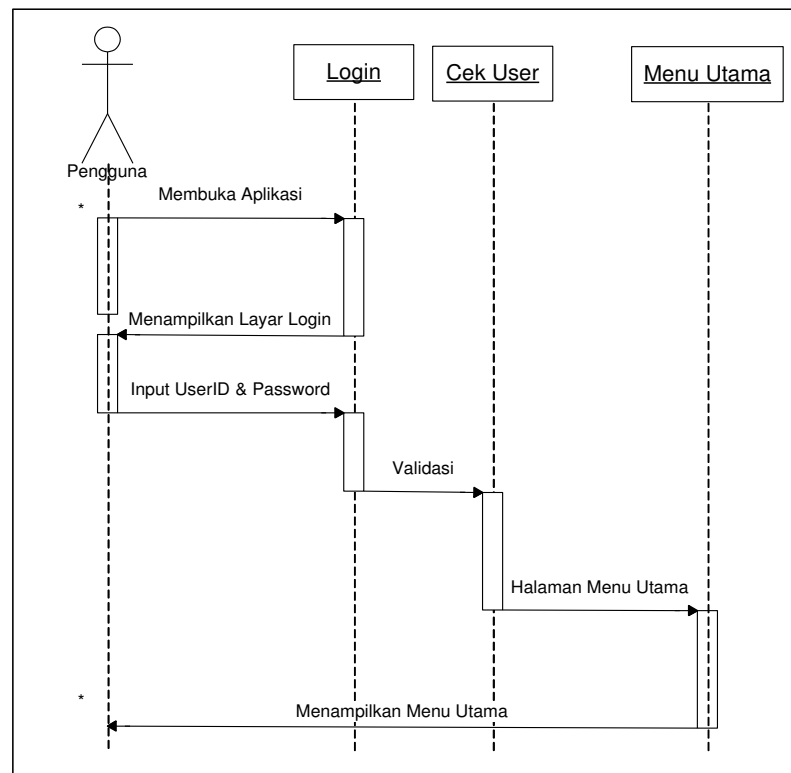 Login
Cek User
Menu Utama
Pengguna
Membuka Aplikasi
*
Menampilkan Layar Login
Input UserID & Password
Validasi
Halaman Menu Utama
*
Menampilkan Menu Utama